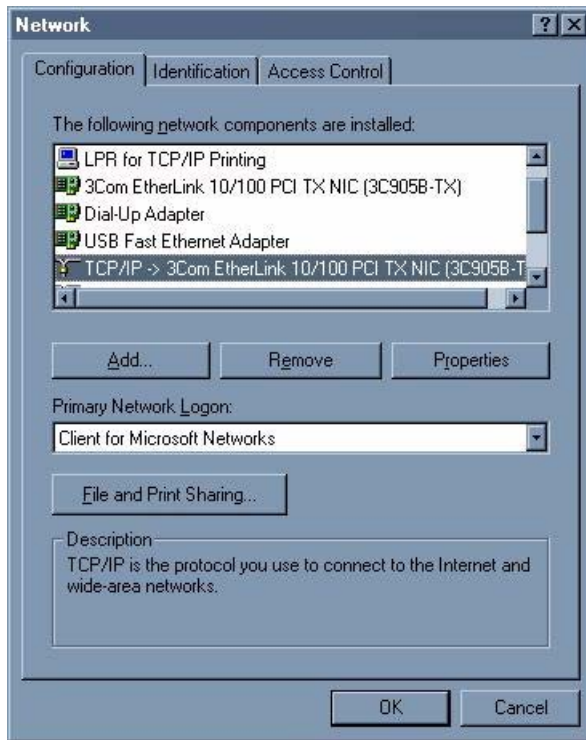 Network
Configuration Identification Access Control
The following network components are installed:
LPR for TCP/IP Printing
3Com EtherLink 10/100 PCI TX NIC (3C905B-TX)
Dial-Up Adapter
USB Fast Ethernet Adapter
TCP/IP -> 3Com EtherLink 10/100 PCI TX NIC (3C905B-T
Add... Remove Properties
Primary Network Logon:
Client for Microsoft Networks
File and Print Sharing...
Description
TCP/IP is the protocol you use to connect to the Internet and
wide-area networks.
OK Cancel